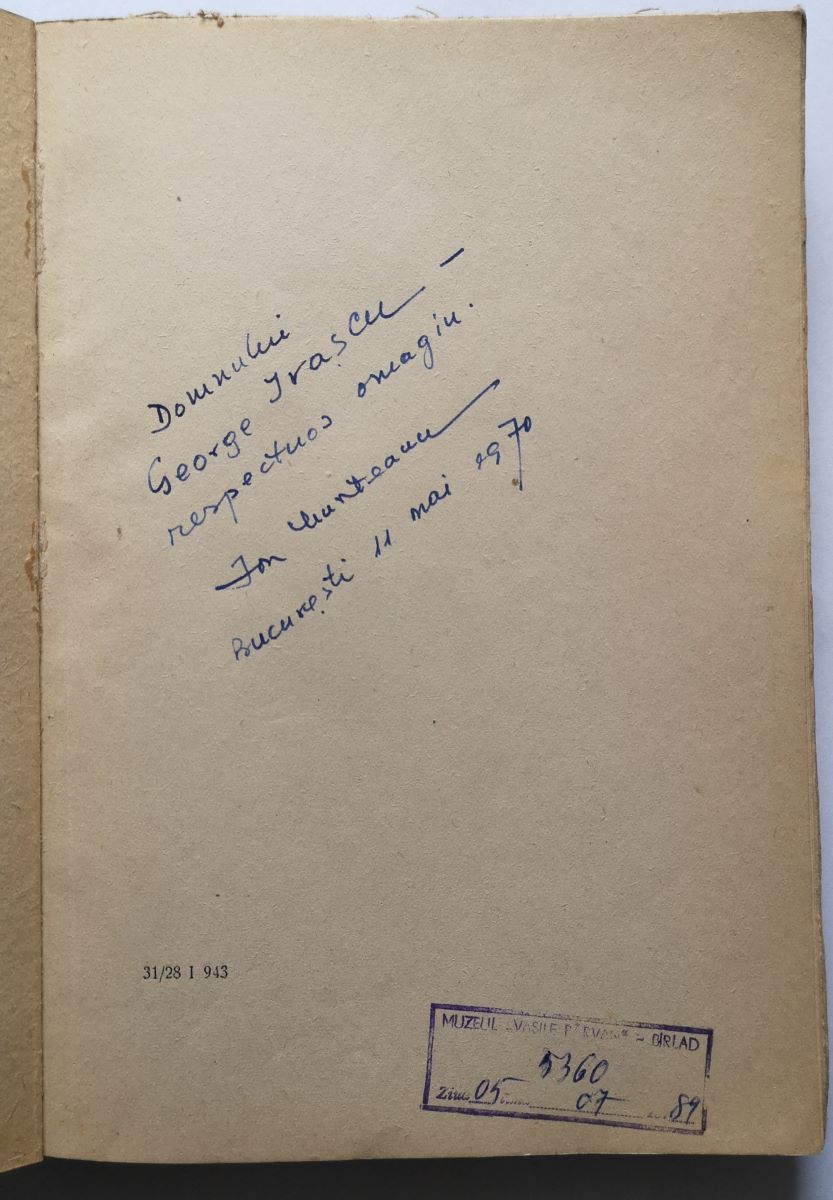 Domnului
George Ivașcu —
respectuos omagiu.
Ion Munteanu
București 11 mai 1970
31/28 I 943
MUZEUL „VASILE PÂRVAN" - BÎRLAD
5360
Ziua 05 07 89